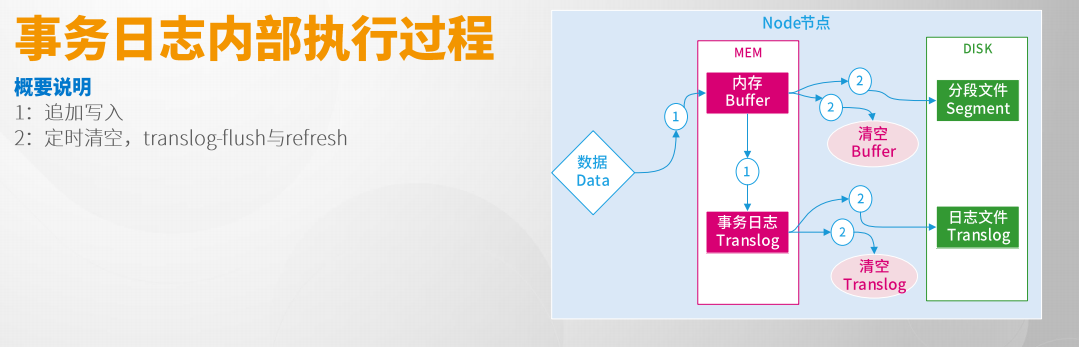 事务日志内部执行过程
概要说明
1：追加写入
2：定时清空，translog-flush与refresh
Node节点
MEM
DISK
内存
Buffer
2
分段文件
Segment
1
2
清空
Buffer
数据
Data
1
事务日志
Translog
2
日志文件
Translog
2
清空
Translog